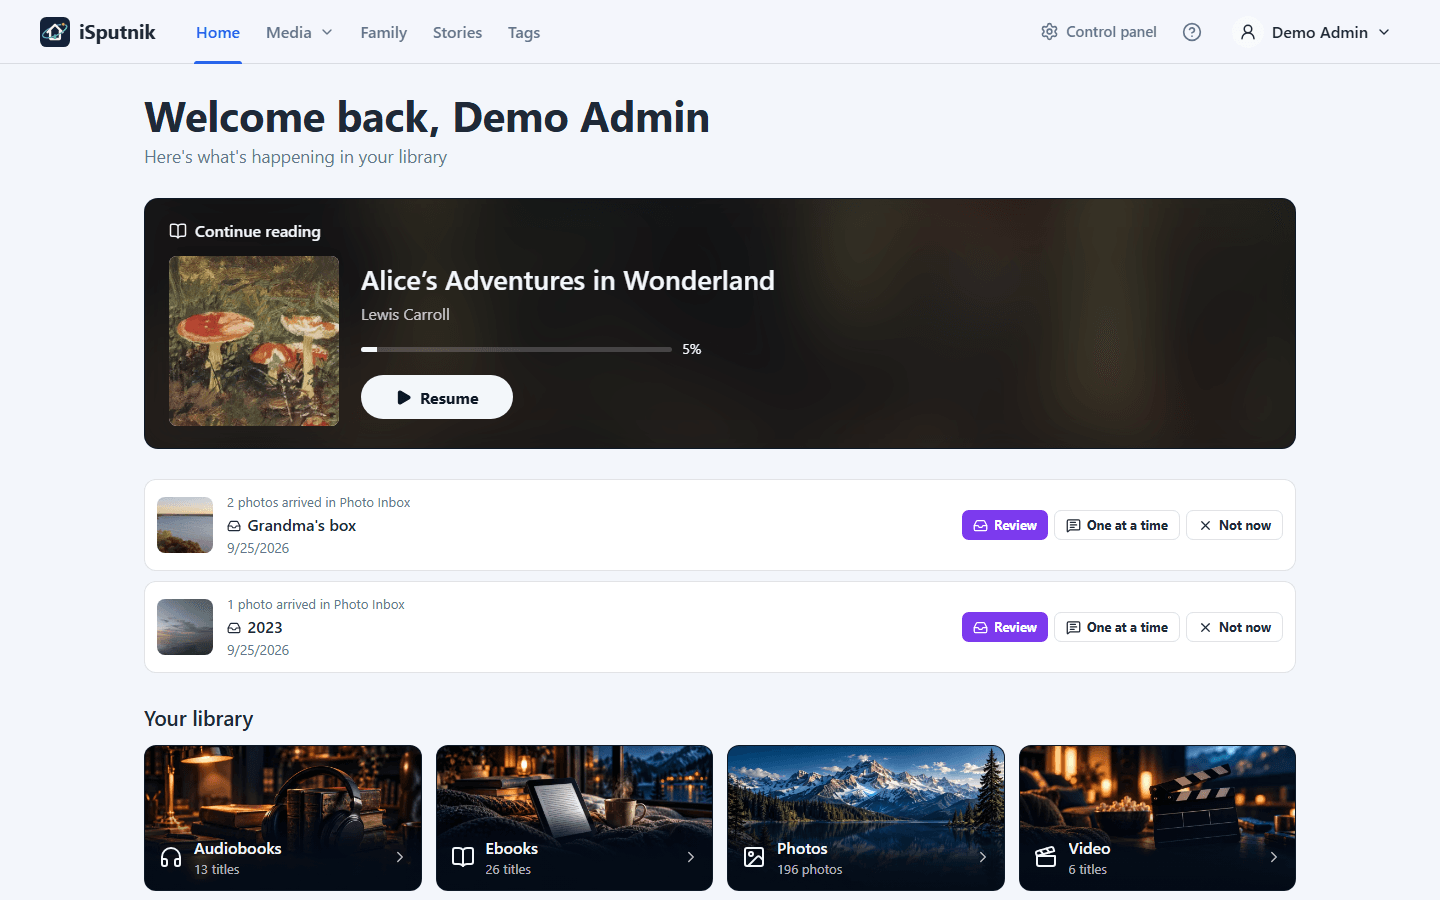 iSputnik
Home
Media
Family
Stories
Tags
Control panel
Demo Admin
Welcome back, Demo Admin
Here's what's happening in your library
Continue reading
Alice’s Adventures in Wonderland
Lewis Carroll
5%
Resume
2 photos arrived in Photo Inbox
Grandma's box
9/25/2026
Review
One at a time
Not now
1 photo arrived in Photo Inbox
2023
9/25/2026
Review
One at a time
Not now
Your library
Audiobooks
13 titles
Ebooks
26 titles
Photos
196 photos
Video
6 titles